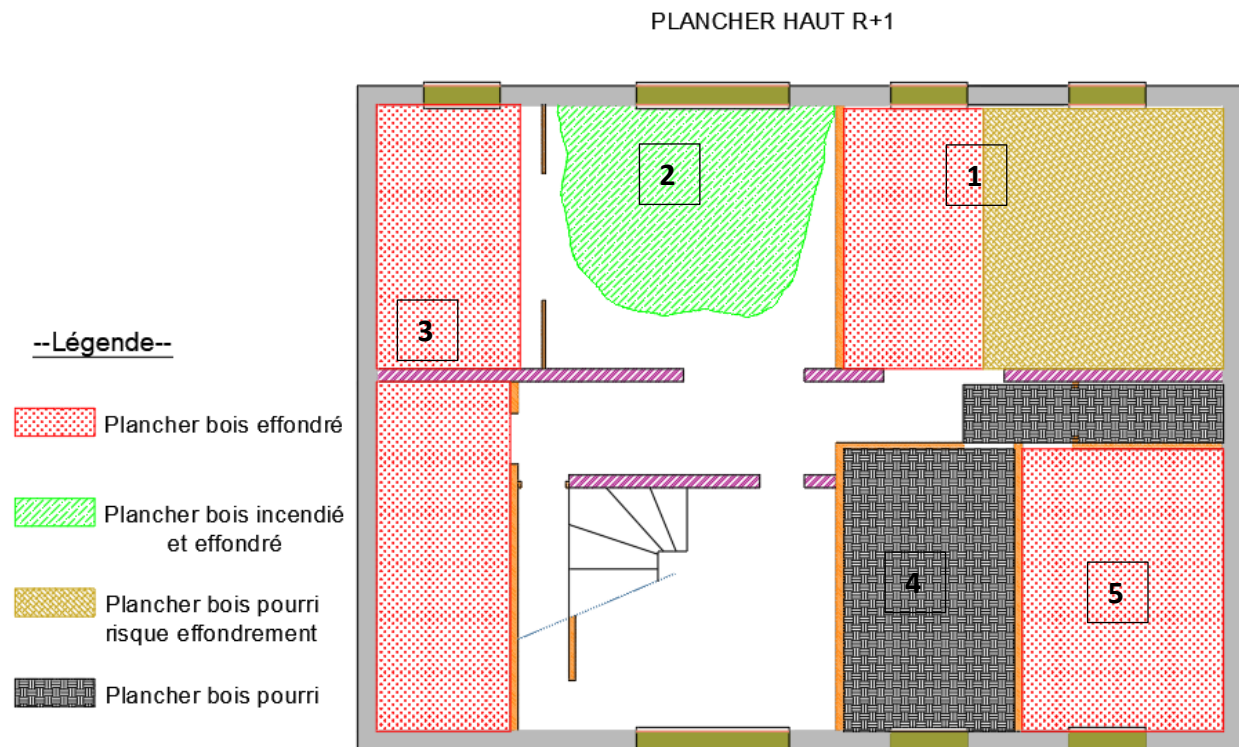 PLANCHER HAUT R+1
2
1
3
--Légende--
Plancher bois effondré
Plancher bois incendié
et effondré
4
5
Plancher bois pourri
risque effondrement
Plancher bois pourri